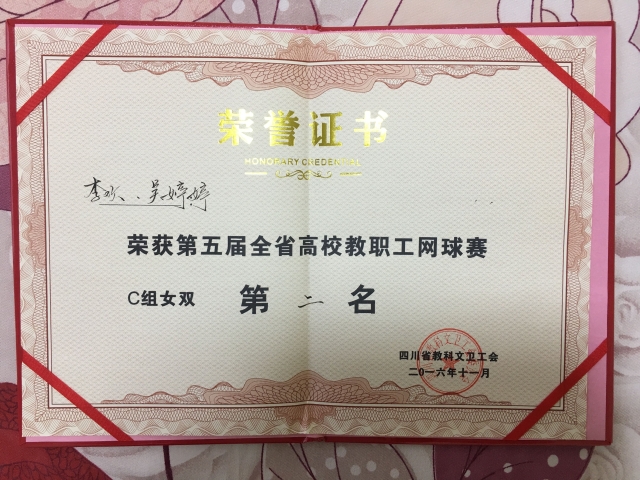 荣誉证书
HONORARY CREDENTIAL
李欢、吴婷婷
荣获第五届全省高校教职工网球赛
C组女双 第二名
四川省教科文卫工会
二〇一六年十一月